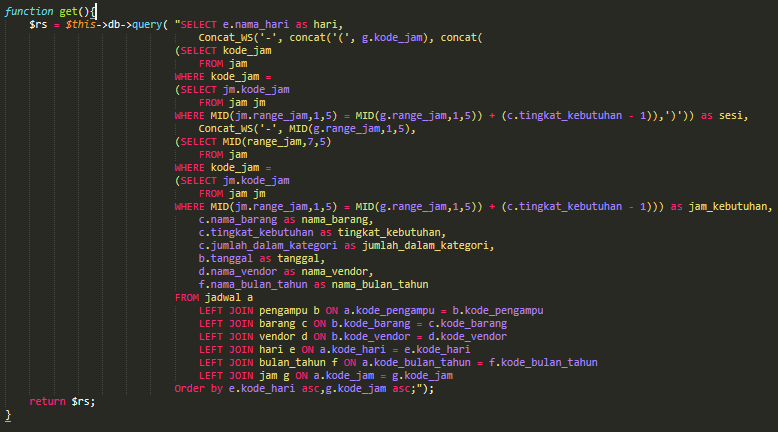 function get(){
$rs = $this->db->query( "SELECT e.nama_hari as hari,
Concat_WS('-', concat('(', g.kode_jam), concat(
(SELECT kode_jam
FROM jam
WHERE kode_jam =
(SELECT jm.kode_jam
FROM jam jm
WHERE MID(jm.range_jam,1,5) = MID(g.range_jam,1,5)) + (c.tingkat_kebutuhan - 1)),')')) as sesi,
Concat_WS('-', MID(g.range_jam,1,5),
(SELECT MID(range_jam,7,5)
FROM jam
WHERE kode_jam =
(SELECT jm.kode_jam
FROM jam jm
WHERE MID(jm.range_jam,1,5) = MID(g.range_jam,1,5)) + (c.tingkat_kebutuhan - 1))) as jam_kebutuhan,
c.nama_barang as nama_barang,
c.tingkat_kebutuhan as tingkat_kebutuhan,
c.jumlah_dalam_kategori as jumlah_dalam_kategori,
b.tanggal as tanggal,
d.nama_vendor as nama_vendor,
f.nama_bulan_tahun as nama_bulan_tahun
FROM jadwal a
LEFT JOIN pengampu b ON a.kode_pengampu = b.kode_pengampu
LEFT JOIN barang c ON b.kode_barang = c.kode_barang
LEFT JOIN vendor d ON b.kode_vendor = d.kode_vendor
LEFT JOIN hari e ON a.kode_hari = e.kode_hari
LEFT JOIN bulan_tahun f ON a.kode_bulan_tahun = f.kode_bulan_tahun
LEFT JOIN jam g ON a.kode_jam = g.kode_jam
Order by e.kode_hari asc,g.kode_jam asc;");
return $rs;
}